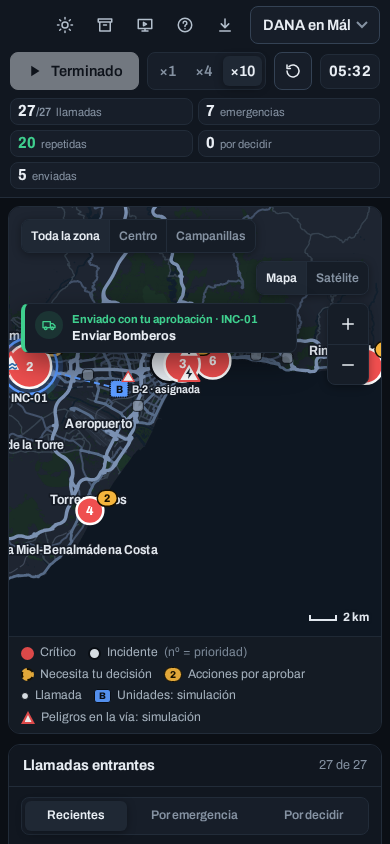 DANA en Mál
Terminado
×1 ×4 ×10
05:32
27/27 llamadas
7 emergencias
20 repetidas
0 por decidir
5 enviadas
Toda la zona Centro Campanillas
Mapa Satélite
Enviado con tu aprobación · INC-01
Enviar Bomberos
+
−
Rin
2
3
6
B B-2 · asignada
INC-01
Aeropuerto
de la Torre
2
4
a Miel-Benalmádena Costa
2 km
Crítico Incidente (nº = prioridad)
Necesita tu decisión 2 Acciones por aprobar
Llamada B Unidades: simulación
Peligros en la vía: simulación
Llamadas entrantes 27 de 27
Recientes Por emergencia Por decidir